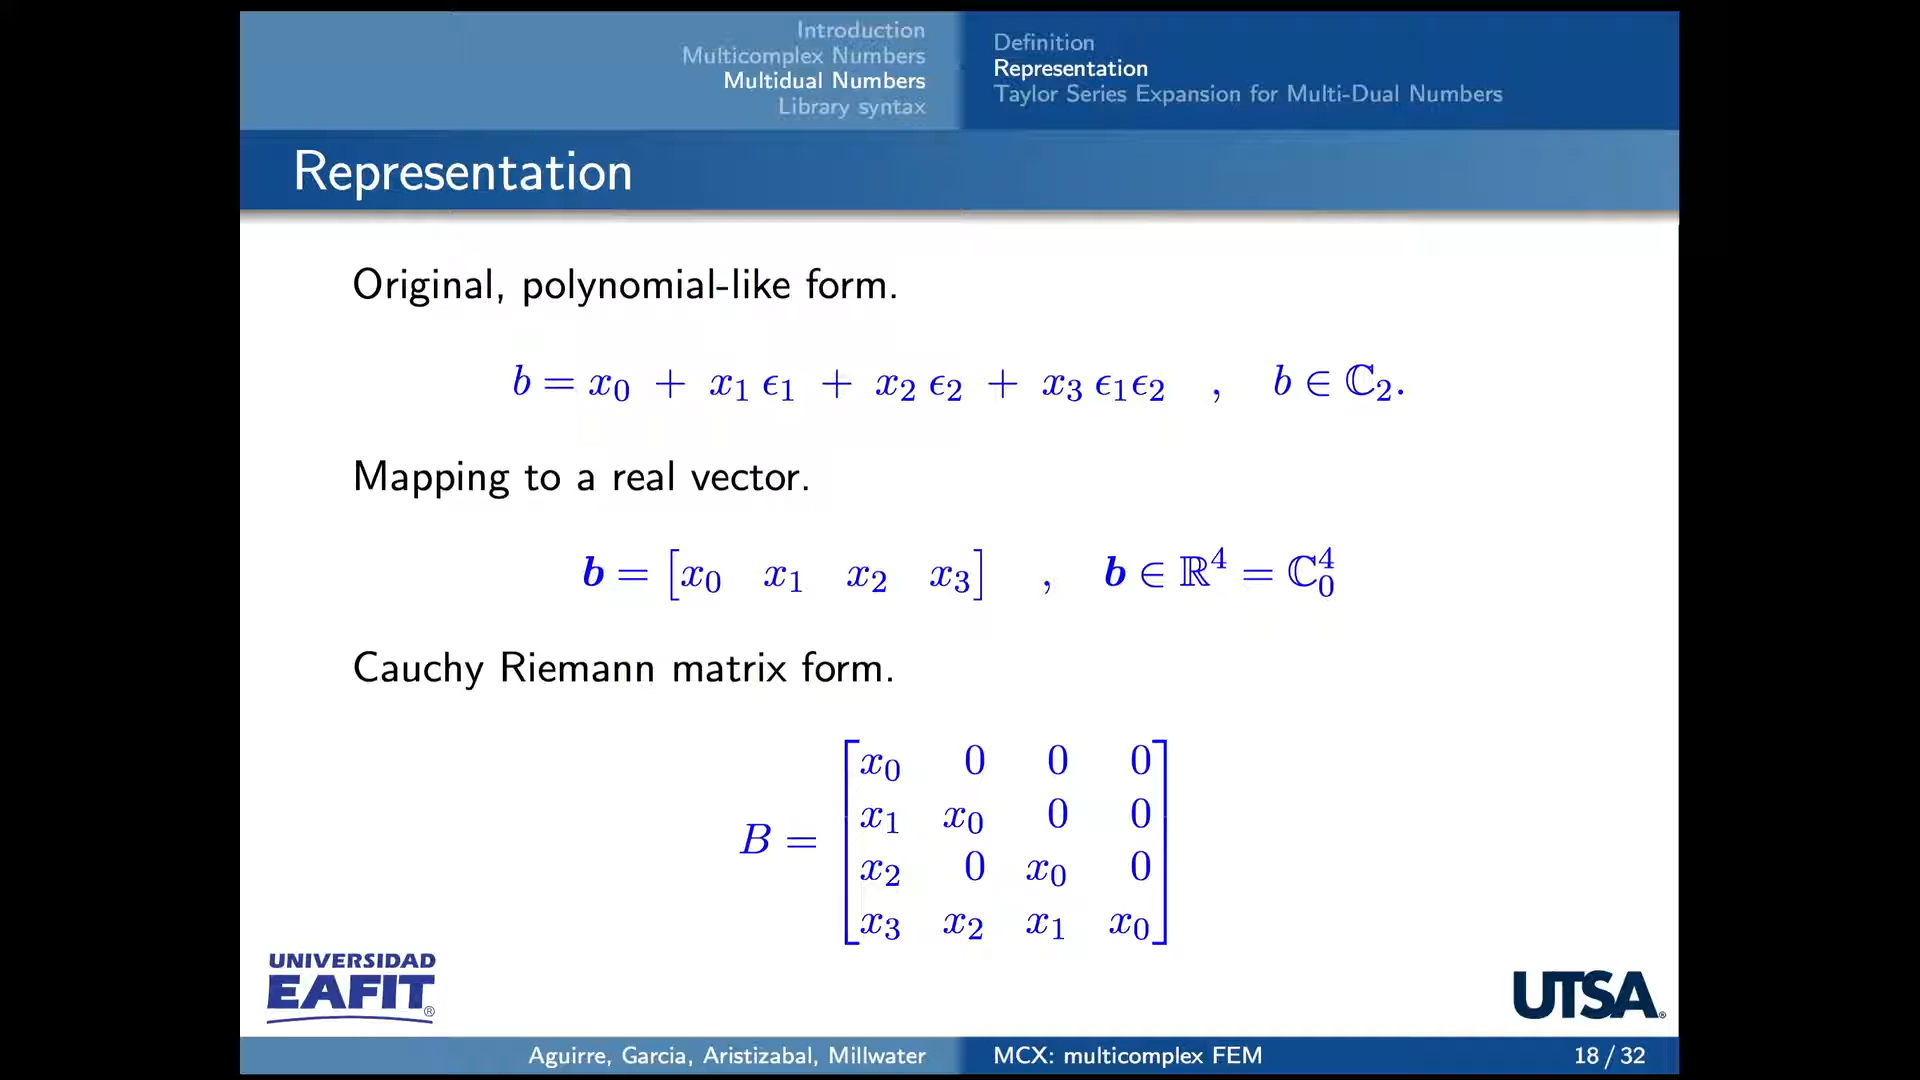 Introduction
Multicomplex Numbers
Multidual Numbers
Library syntax
Definition
Representation
Taylor Series Expansion for Multi-Dual Numbers
Representation
Original, polynomial-like form.
b = x₀ + x₁ ϵ₁ + x₂ ϵ₂ + x₃ ϵ₁ϵ₂ , b ∈ ℂ₂.
Mapping to a real vector.
b = [x₀ x₁ x₂ x₃] , b ∈ ℝ⁴ = ℂ₀⁴
Cauchy Riemann matrix form.
B =
x₀ 0 0 0
x₁ x₀ 0 0
x₂ 0 x₀ 0
x₃ x₂ x₁ x₀
UNIVERSIDAD
EAFIT®
UTSA®
Aguirre, Garcia, Aristizabal, Millwater
MCX: multicomplex FEM
18 / 32